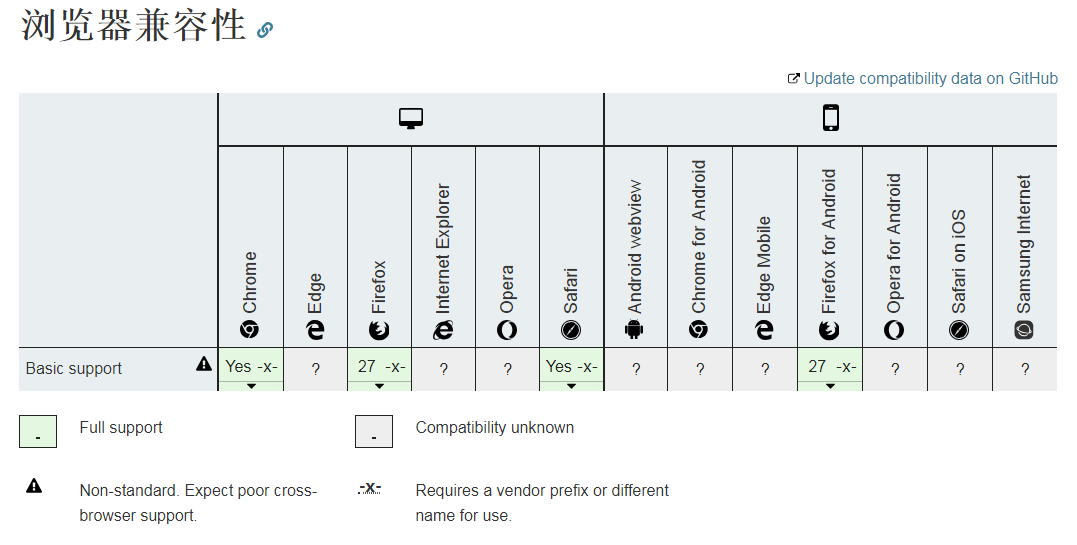 浏览器兼容性
Update compatibility data on GitHub
Chrome
Edge
Firefox
Internet Explorer
Opera
Safari
Android webview
Chrome for Android
Edge Mobile
Firefox for Android
Opera for Android
Safari on iOS
Samsung Internet
Basic support Yes -x- ? 27 -x- ? ? Yes -x- ? ? ? 27 -x- ? ? ?
- Full support
- Compatibility unknown
Non-standard. Expect poor cross-
browser support.
-x- Requires a vendor prefix or different
name for use.